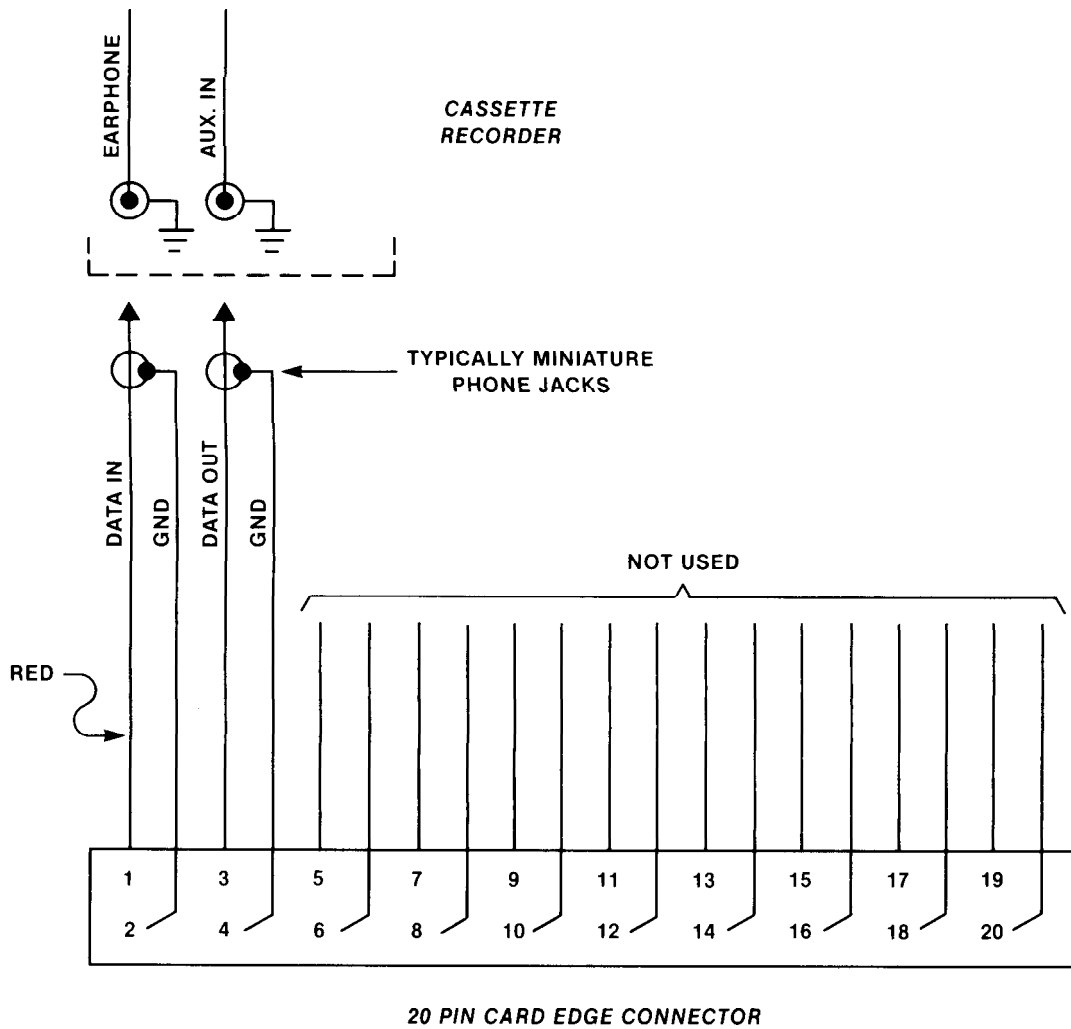 EARPHONE
AUX. IN
CASSETTE
RECORDER
TYPICALLY MINIATURE
PHONE JACKS
DATA IN
GND
DATA OUT
GND
NOT USED
RED
1 3 5 7 9 11 13 15 17 19
2 4 6 8 10 12 14 16 18 20
20 PIN CARD EDGE CONNECTOR